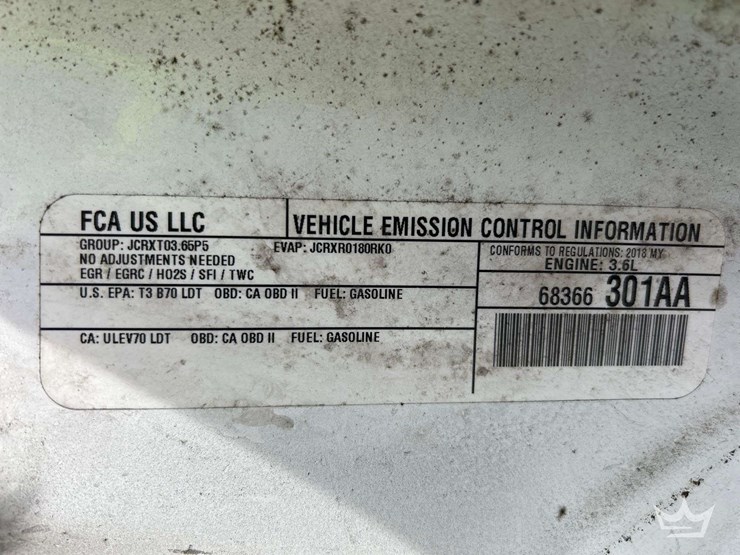 FCA US LLC
VEHICLE EMISSION CONTROL INFORMATION
GROUP: JCRXT03.65P5
EVAP: JCRXR0180RK0
NO ADJUSTMENTS NEEDED
EGR / EGRC / HO2S / SFI / TWC
CONFORMS TO REGULATIONS: 2018 MY
ENGINE: 3.6L
U.S. EPA: T3 B70 LDT OBD: CA OBD II FUEL: GASOLINE
68366 301AA
CA: ULEV70 LDT OBD: CA OBD II FUEL: GASOLINE